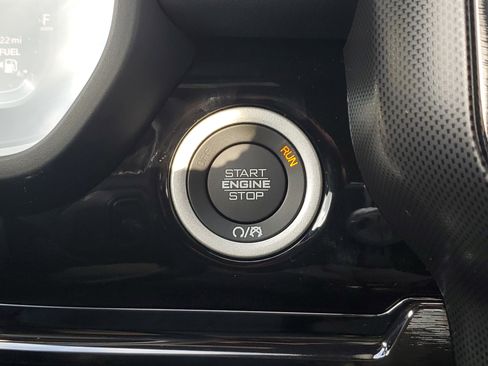 F
22 mi
FUEL
RUN
START
ENGINE
STOP